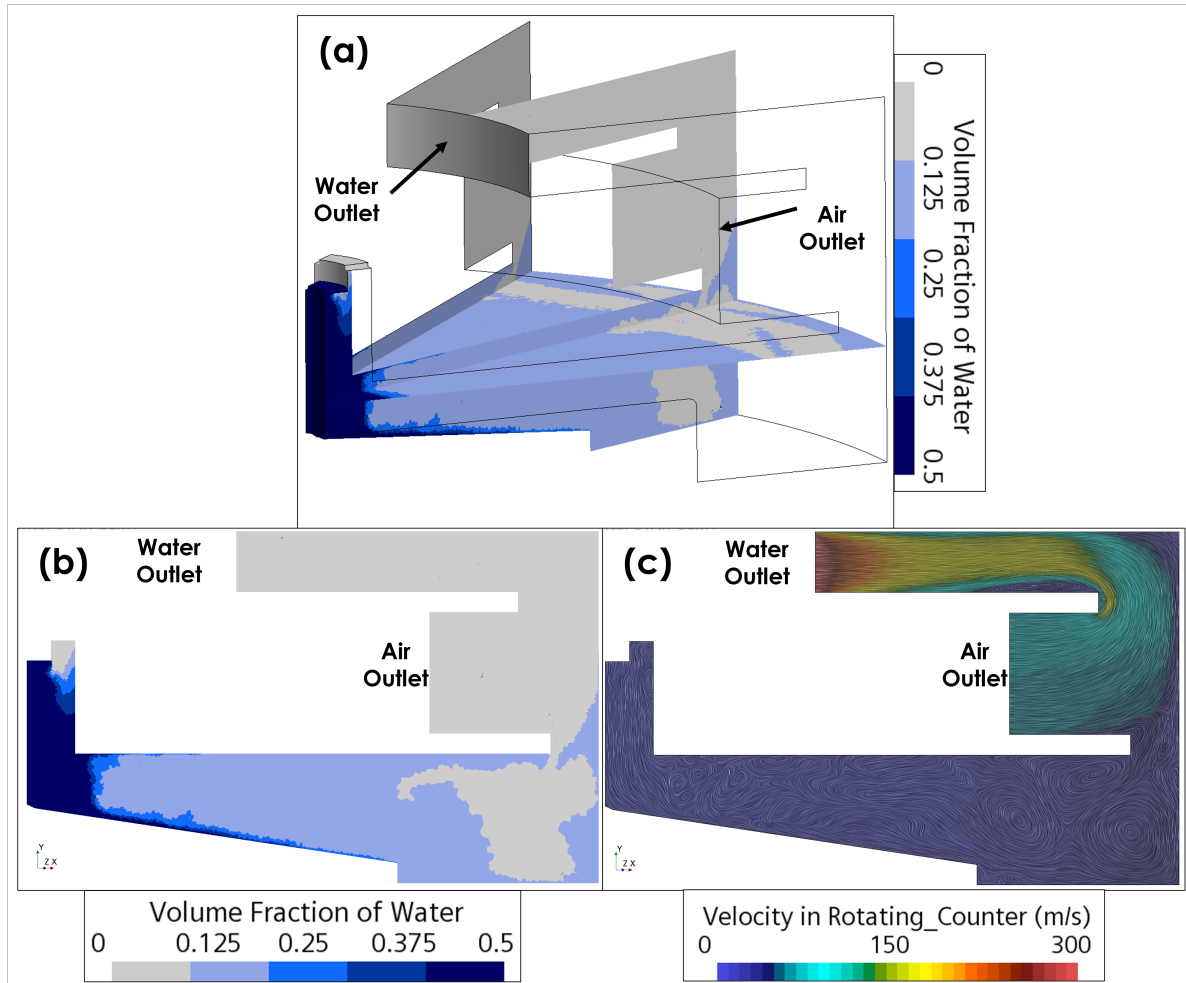 (a)
Water
Outlet
Air
Outlet
0
0.125
0.25
0.375
0.5
Volume Fraction of Water
(b)
Water
Outlet
Air
Outlet
Y
Z X
(c)
Water
Outlet
Air
Outlet
Y
Z X
Volume Fraction of Water
0 0.125 0.25 0.375 0.5
Velocity in Rotating_Counter (m/s)
0 150 300